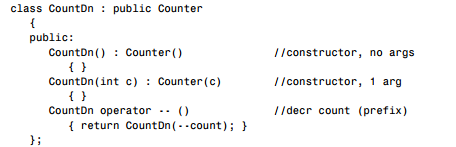 class CountDn : public Counter
{
public:
CountDn() : Counter() //constructor, no args
{ }
CountDn(int c) : Counter(c) //constructor, 1 arg
{ }
CountDn operator -- () //decr count (prefix)
{ return CountDn(--count); }
};